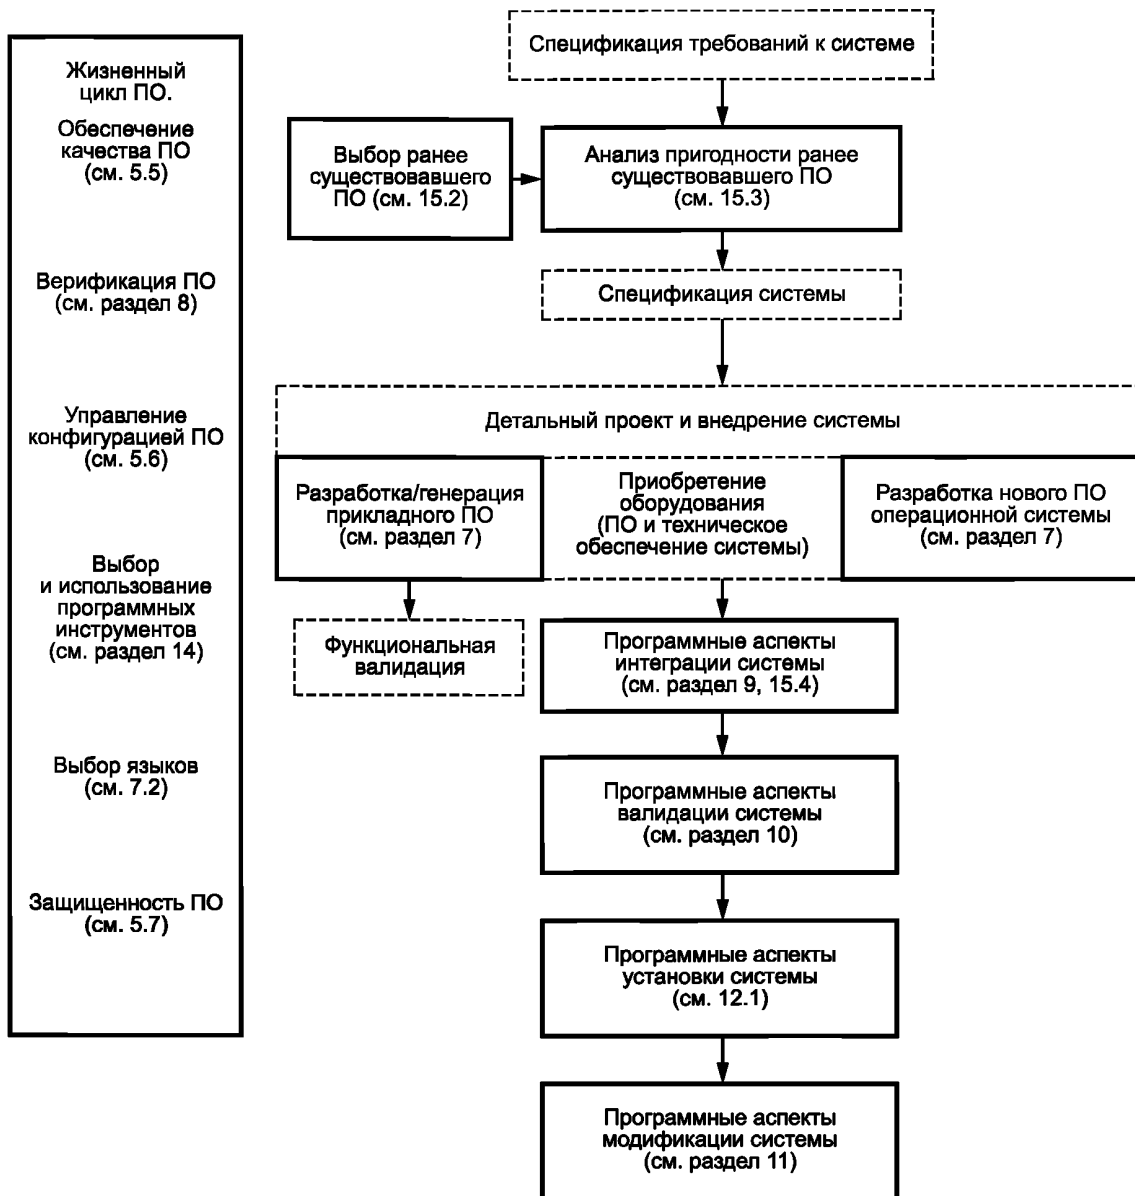 Жизненный
цикл ПО.
Обеспечение
качества ПО
(см. 5.5)
Верификация ПО
(см. раздел 8)
Управление
конфигурацией ПО
(см. 5.6)
Выбор
и использование
программных
инструментов
(см. раздел 14)
Выбор языков
(см. 7.2)
Защищенность ПО
(см. 5.7)
Спецификация требований к системе
Выбор ранее
существовавшего
ПО (см. 15.2)
Анализ пригодности ранее
существовавшего ПО
(см. 15.3)
Спецификация системы
Детальный проект и внедрение системы
Разработка/генерация
прикладного ПО
(см. раздел 7)
Приобретение
оборудования
(ПО и техническое
обеспечение системы)
Разработка нового ПО
операционной системы
(см. раздел 7)
Функциональная
валидация
Программные аспекты
интеграции системы
(см. раздел 9, 15.4)
Программные аспекты
валидации системы
(см. раздел 10)
Программные аспекты
установки системы
(см. 12.1)
Программные аспекты
модификации системы
(см. раздел 11)